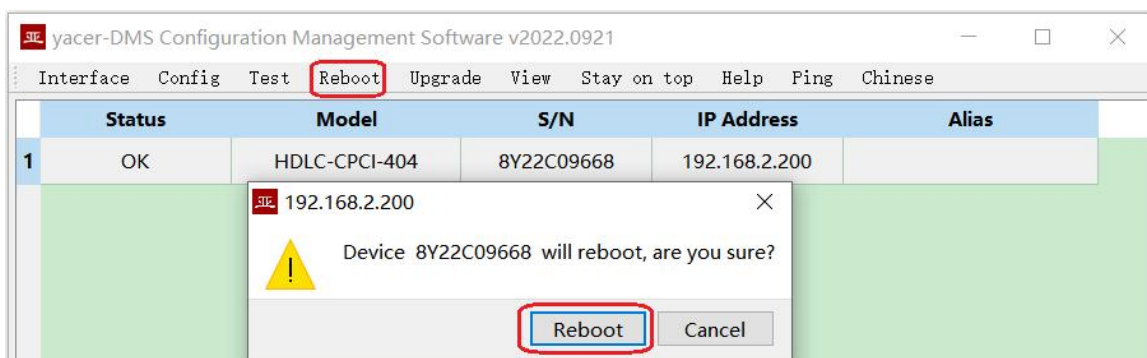 亚 yacer-DMS Configuration Management Software v2022.0921
Interface Config Test Reboot Upgrade View Stay on top Help Ping Chinese
Status Model S/N IP Address Alias
1 OK HDLC-CPCI-404 8Y22C09668 192.168.2.200
亚 192.168.2.200
Device 8Y22C09668 will reboot, are you sure?
Reboot Cancel